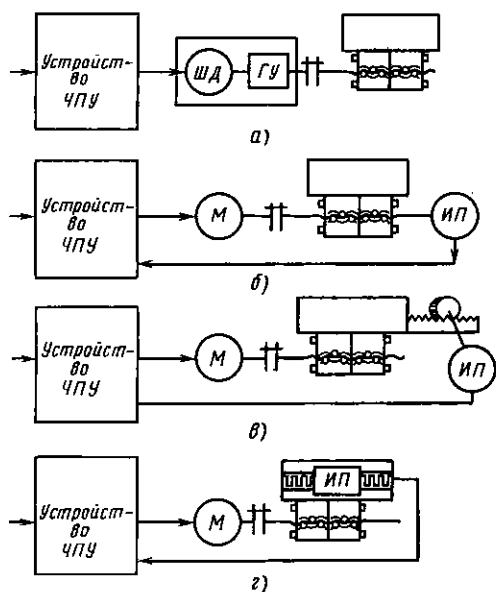 Устройст-
во
ЧПУ
ШД
ГУ
а)
Устройст-
во
ЧПУ
М
ИП
б)
Устройст-
во
ЧПУ
М
ИП
в)
Устройст-
во
ЧПУ
М
ИП
г)